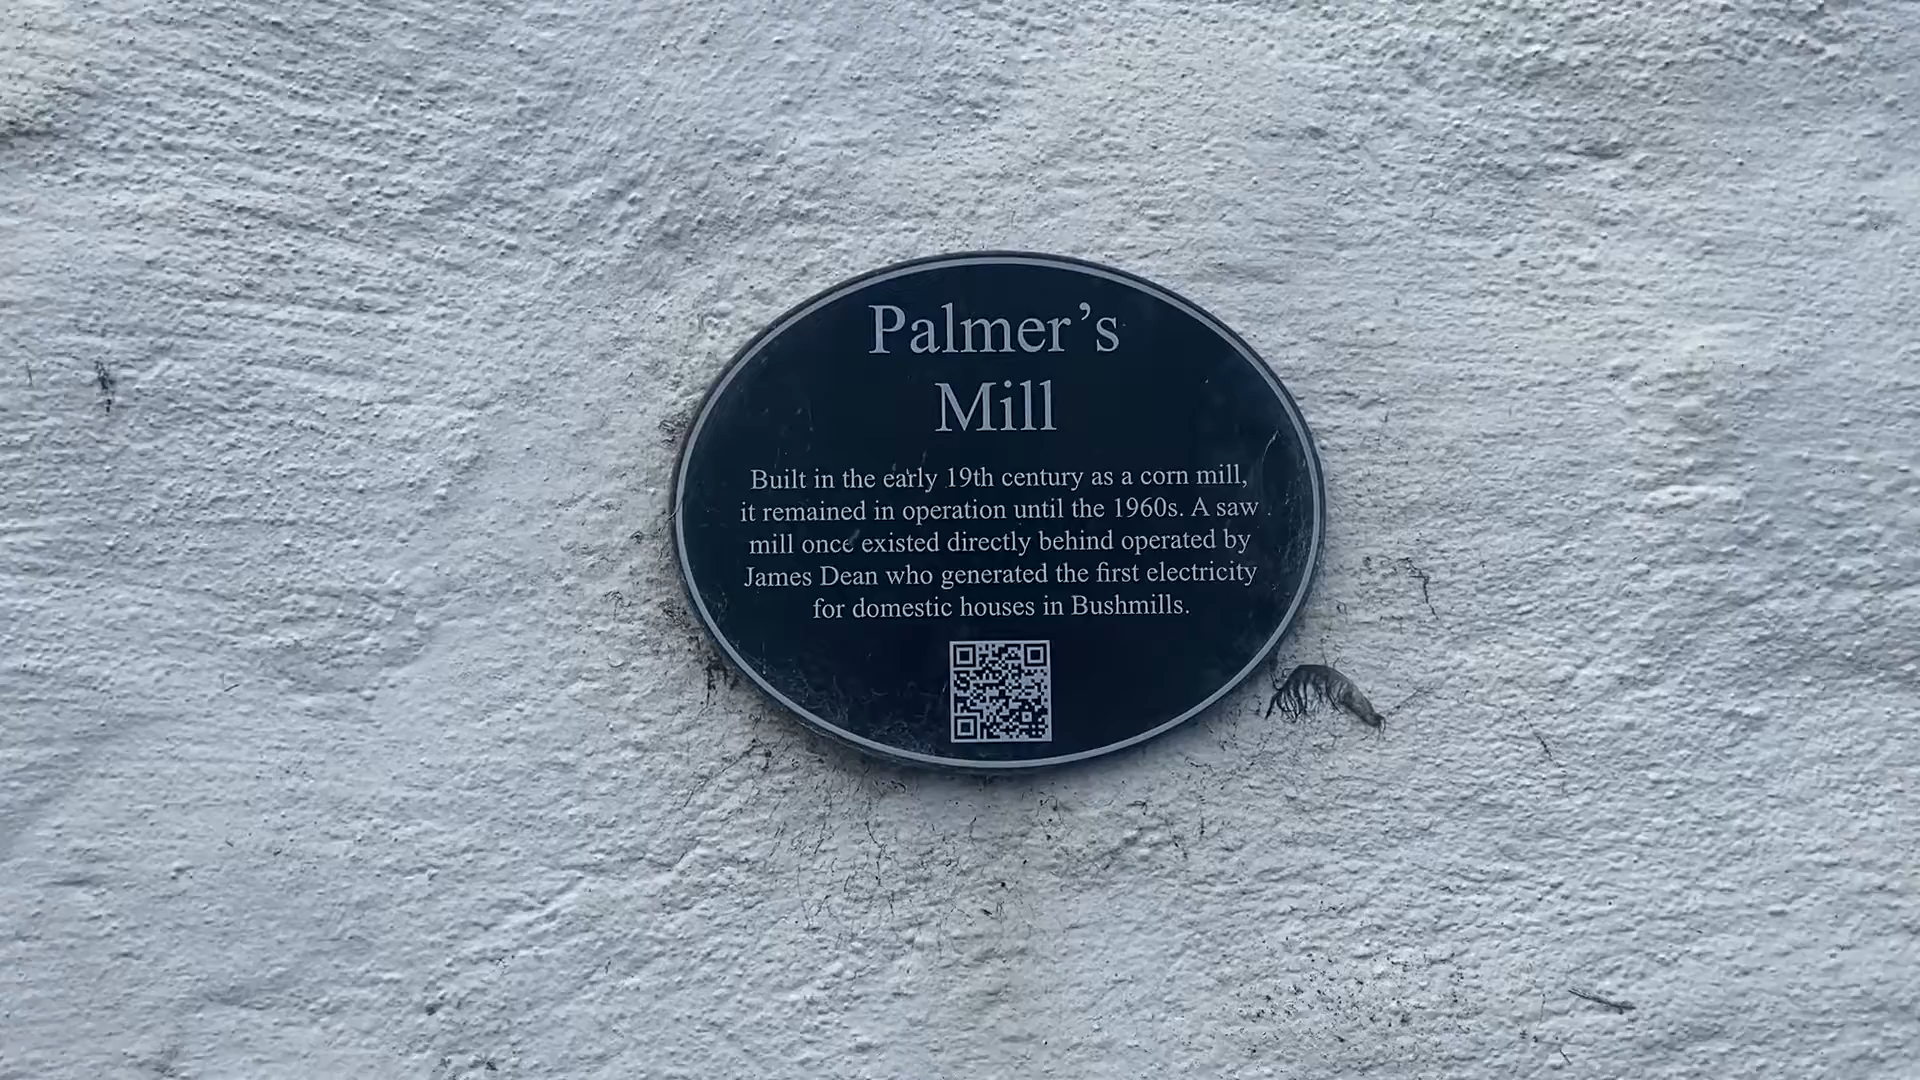 Palmer’s
Mill
Built in the early 19th century as a corn mill,
it remained in operation until the 1960s. A saw
mill once existed directly behind operated by
James Dean who generated the first electricity
for domestic houses in Bushmills.